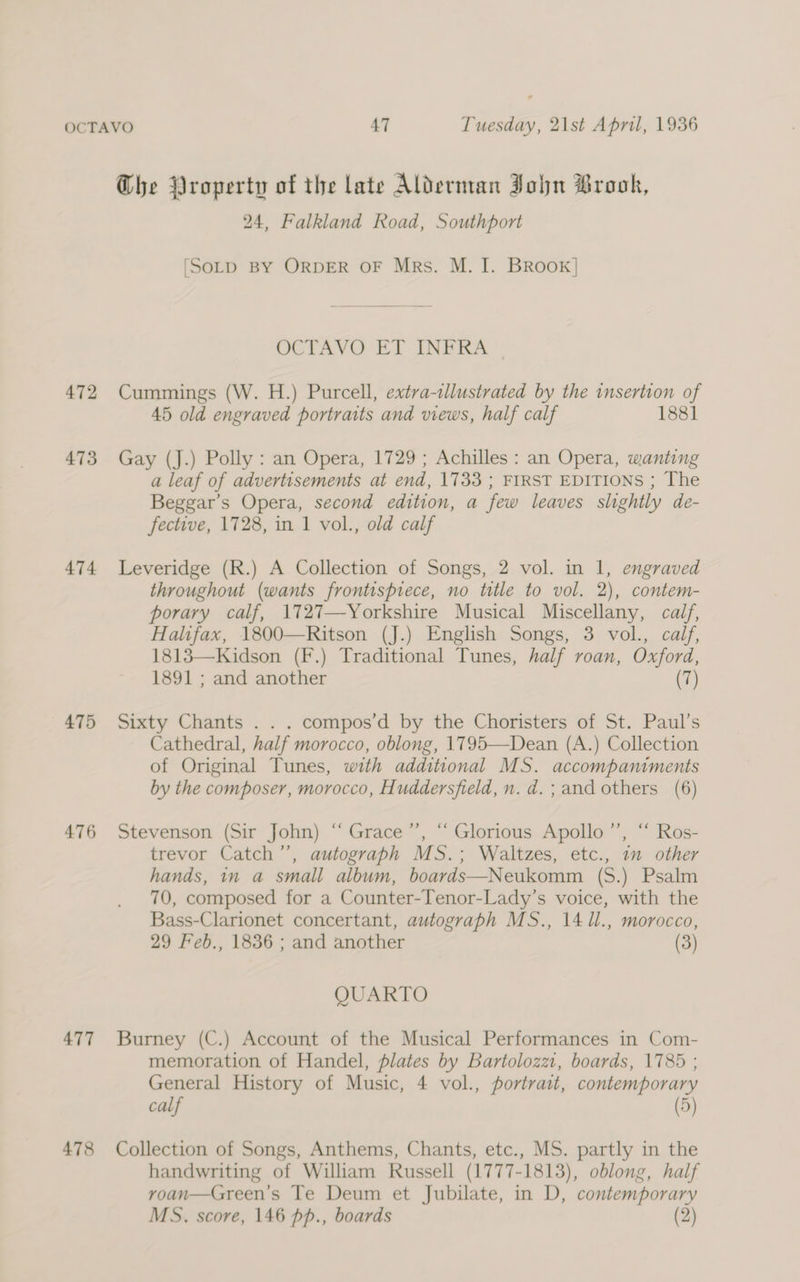 OCTAVO 47 Tuesday, 21st April, 1936
The Property of the late Alderman John Brook,
24, Falkland Road, Southport
[SOLD BY ORDER OF MRS. M. I. BROOK]
OCTAVO ET INFRA
472 Cummings (W. H.) Purcell, extra-illustrated by the insertion of
45 old engraved portraits and views, half calf 1881
473 Gay (J.) Polly : an Opera, 1729 ; Achilles : an Opera, wanting
a leaf of advertisements at end, 1733 ; FIRST EDITIONS ; The
Beggar's Opera, second edition, a few leaves slightly de-
fective, 1728, in 1 vol., old calf
474 Leveridge (R.) A Collection of Songs, 2 vol. in 1, engraved
throughout (wants frontispiece, no title to vol. 2), contem-
porary calf, 1727—Yorkshire Musical Miscellany, calf,
Halifax, 1800—Ritson (J.) English Songs, 3 vol., calf,
1813—Kidson (F.) Traditional Tunes, half roan, Oxford,
1891 ; and another (7)
475 Sixty Chants . . . compos'd by the Choristers of St. Paul's
Cathedral, half morocco, oblong, 1795—Dean (A.) Collection
of Original Tunes, with additional MS. accompaniments
by the composer, morocco, Huddersfield, n. d. ; and others (6)
476 Stevenson (Sir John) “ Grace ”, “ Glorious Apollo ”, “ Ros-
trevor Catch ”, autograph MS. ; Waltzes, etc., in other
hands, in a small album, boards—Neukomm (S.) Psalm
70, composed for a Counter-Tenor-Lady's voice, with the
Bass-Clarionet concertant, autograph MS., 14 ll., morocco,
29 Feb., 1836 ; and another (3)
QUARTO
477 Burney (C.) Account of the Musical Performances in Com-
memoration of Handel, plates by Bartolozzi, boards, 1785 ;
General History of Music, 4 vol., portrait, contemporary
calf (5)
478 Collection of Songs, Anthems, Chants, etc., MS. partly in the
handwriting of William Russell (1777-1813), oblong, half
roan—Green's Te Deum et Jubilate, in D, contemporary
MS. score, 146 pp., boards (2)